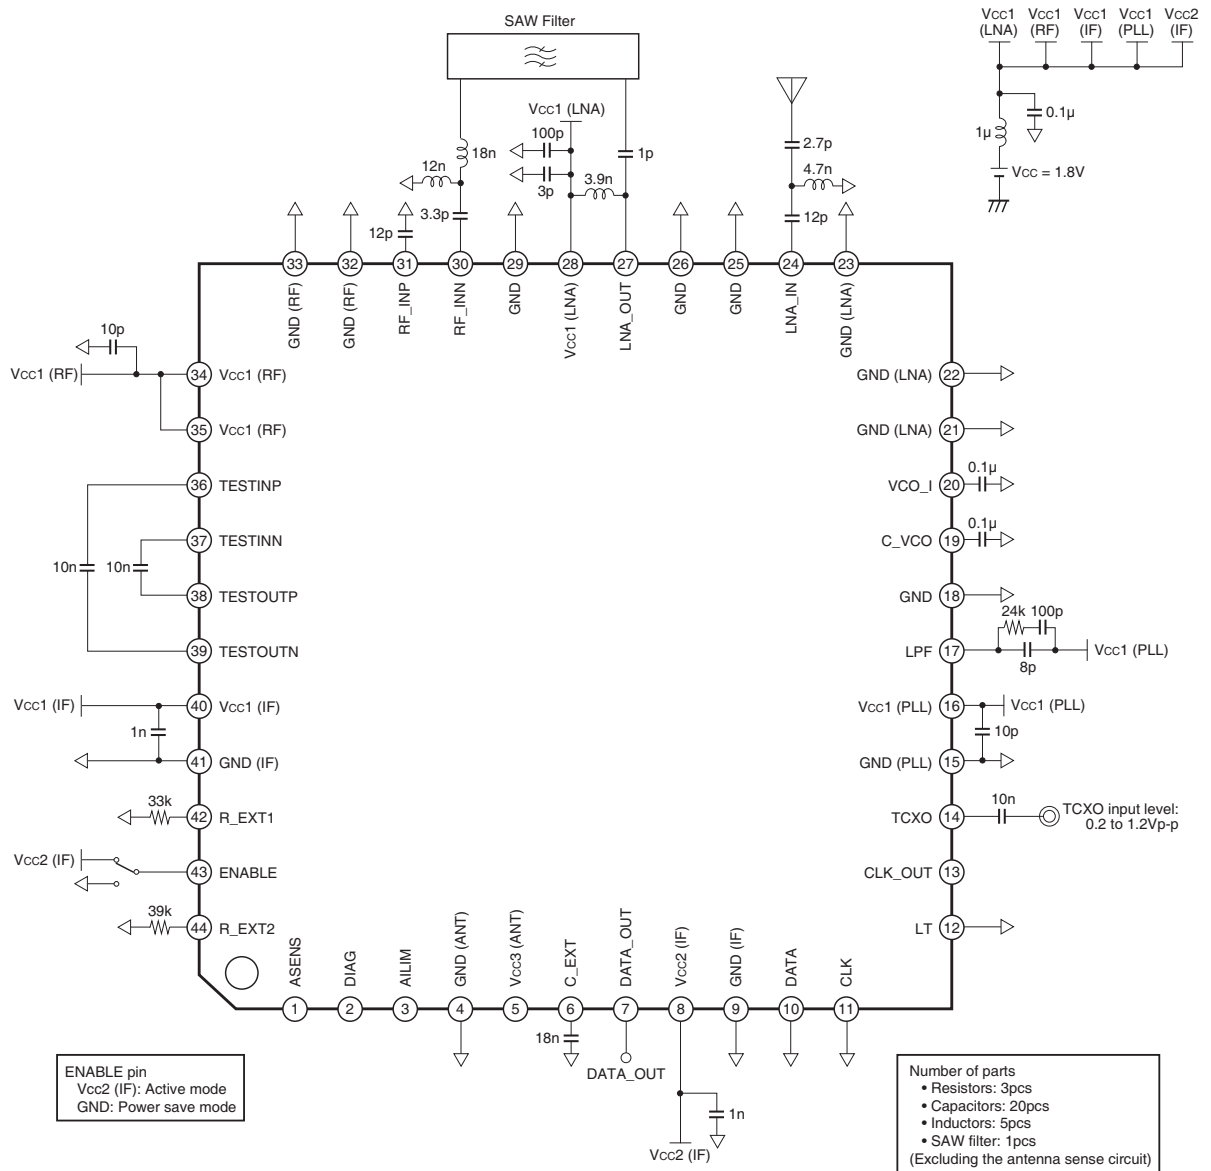 SAW Filter
Vcc1 (LNA)
Vcc1 (RF)
Vcc1 (IF)
Vcc1 (PLL)
Vcc2 (IF)
0.1μ
1μ
Vcc = 1.8V
Vcc1 (LNA)
100p
3p
1p
3.9n
18n
12n
3.3p
12p
2.7p
4.7n
12p
33
32
31
30
29
28
27
26
25
24
23
GND (RF)
GND (RF)
RF_INP
RF_INN
GND
Vcc1 (LNA)
LNA_OUT
GND
GND
LNA_IN
GND (LNA)
10p
Vcc1 (RF)
34 Vcc1 (RF)
35 Vcc1 (RF)
36 TESTINP
37 TESTINN
10n
10n
38 TESTOUTP
39 TESTOUTN
Vcc1 (IF)
40 Vcc1 (IF)
1n
41 GND (IF)
33k
42 R_EXT1
Vcc2 (IF)
43 ENABLE
39k
44 R_EXT2
GND (LNA) 22
GND (LNA) 21
VCO_I 20
0.1μ
C_VCO 19
0.1μ
GND 18
24k
100p
LPF 17
8p
Vcc1 (PLL)
Vcc1 (PLL) 16
Vcc1 (PLL)
10p
GND (PLL) 15
TCXO 14
10n
TCXO input level:
0.2 to 1.2Vp-p
CLK_OUT 13
LT 12
ASENS
DIAG
AILIM
GND (ANT)
Vcc3 (ANT)
C_EXT
DATA_OUT
Vcc2 (IF)
GND (IF)
DATA
CLK
1
2
3
4
5
6
7
8
9
10
11
18n
DATA_OUT
1n
Vcc2 (IF)
ENABLE pin
Vcc2 (IF): Active mode
GND: Power save mode
Number of parts
• Resistors: 3pcs
• Capacitors: 20pcs
• Inductors: 5pcs
• SAW filter: 1pcs
(Excluding the antenna sense circuit)